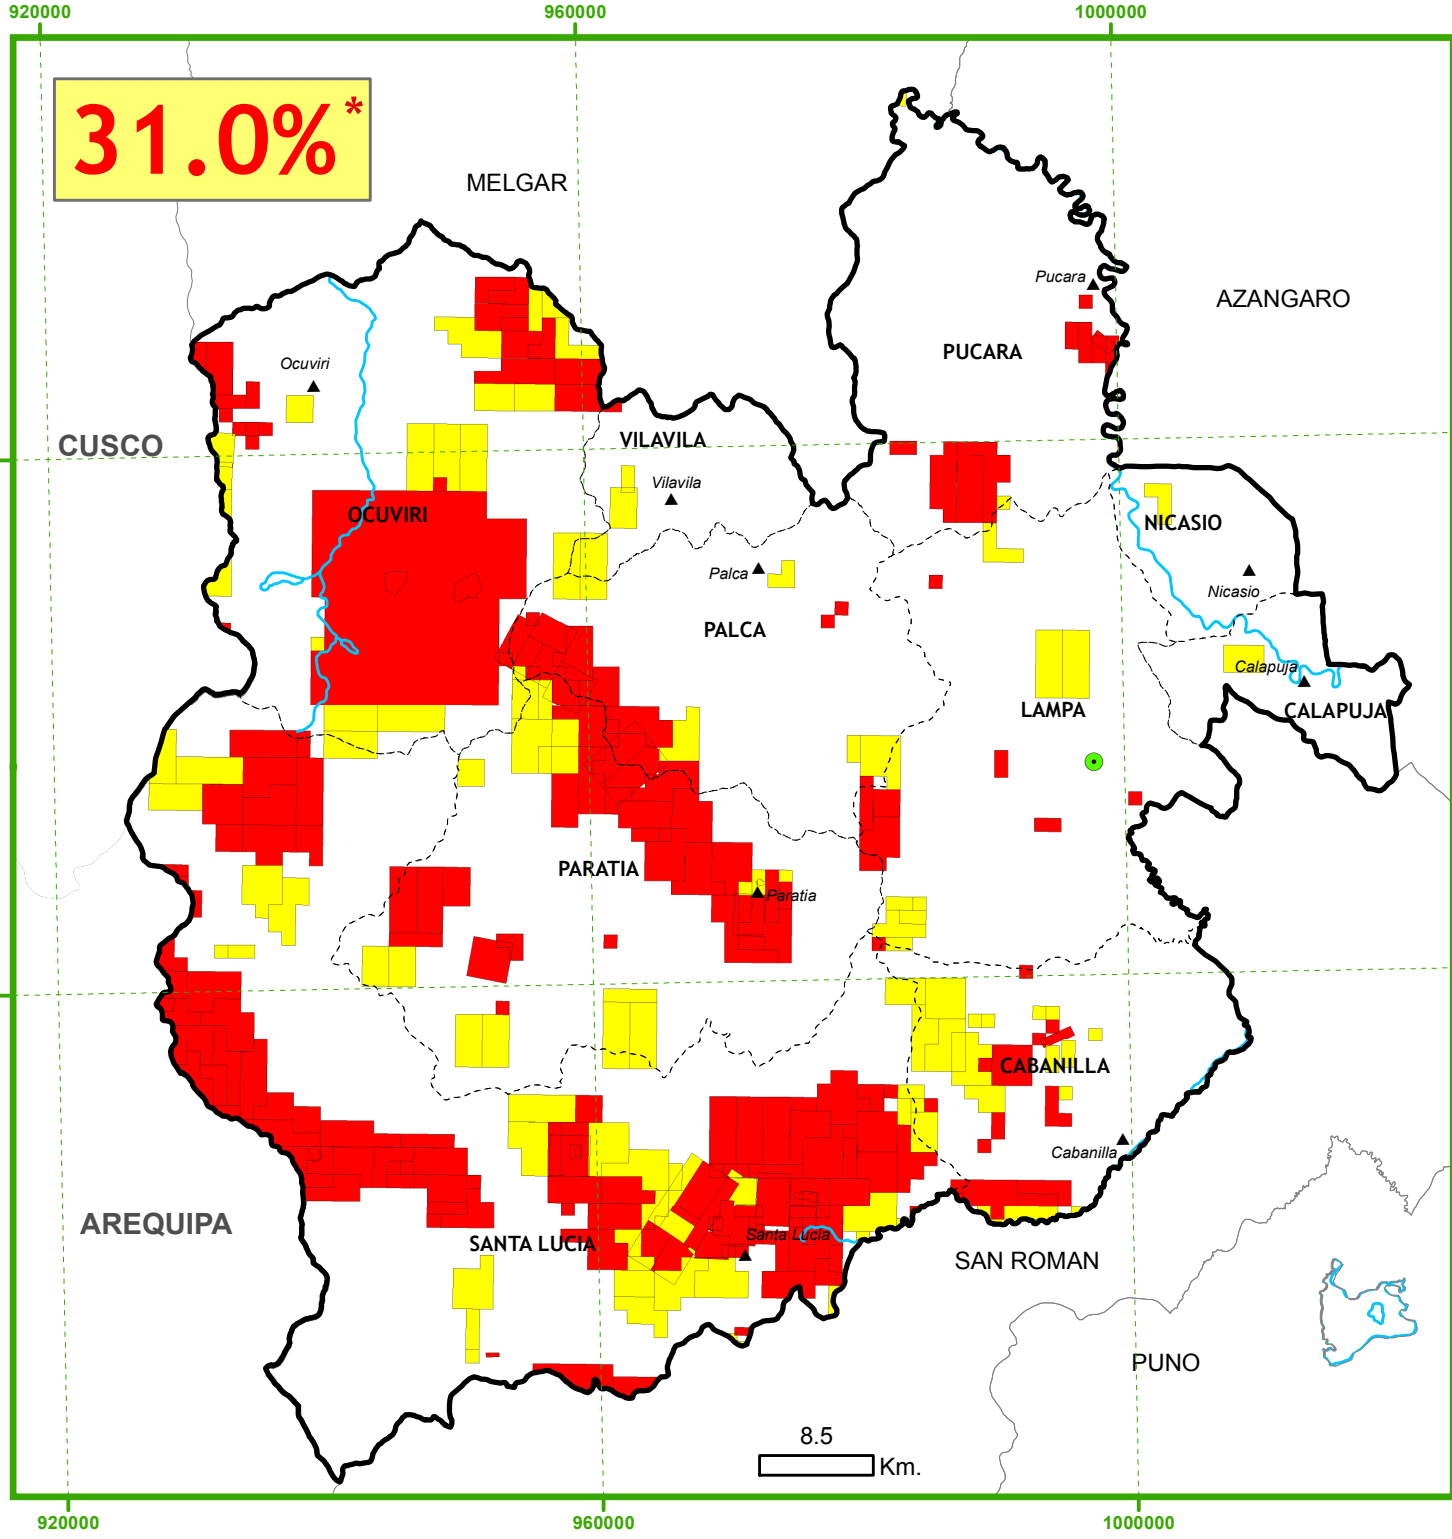 920000
960000
1000000
31.0%*
MELGAR
Pucara
AZANGARO
PUCARA
Ocuviri
VILAVILA
CUSCO
Vilavila
OCUVIRI
NICASIO
Palca
Nicasio
PALCA
Calapuja
LAMPA
CALAPUJA
PARATIA
Paratia
CABANILLA
Cabanilla
AREQUIPA
Santa Lucia
SANTA LUCIA
SAN ROMAN
PUNO
8.5
Km.
920000
960000
1000000